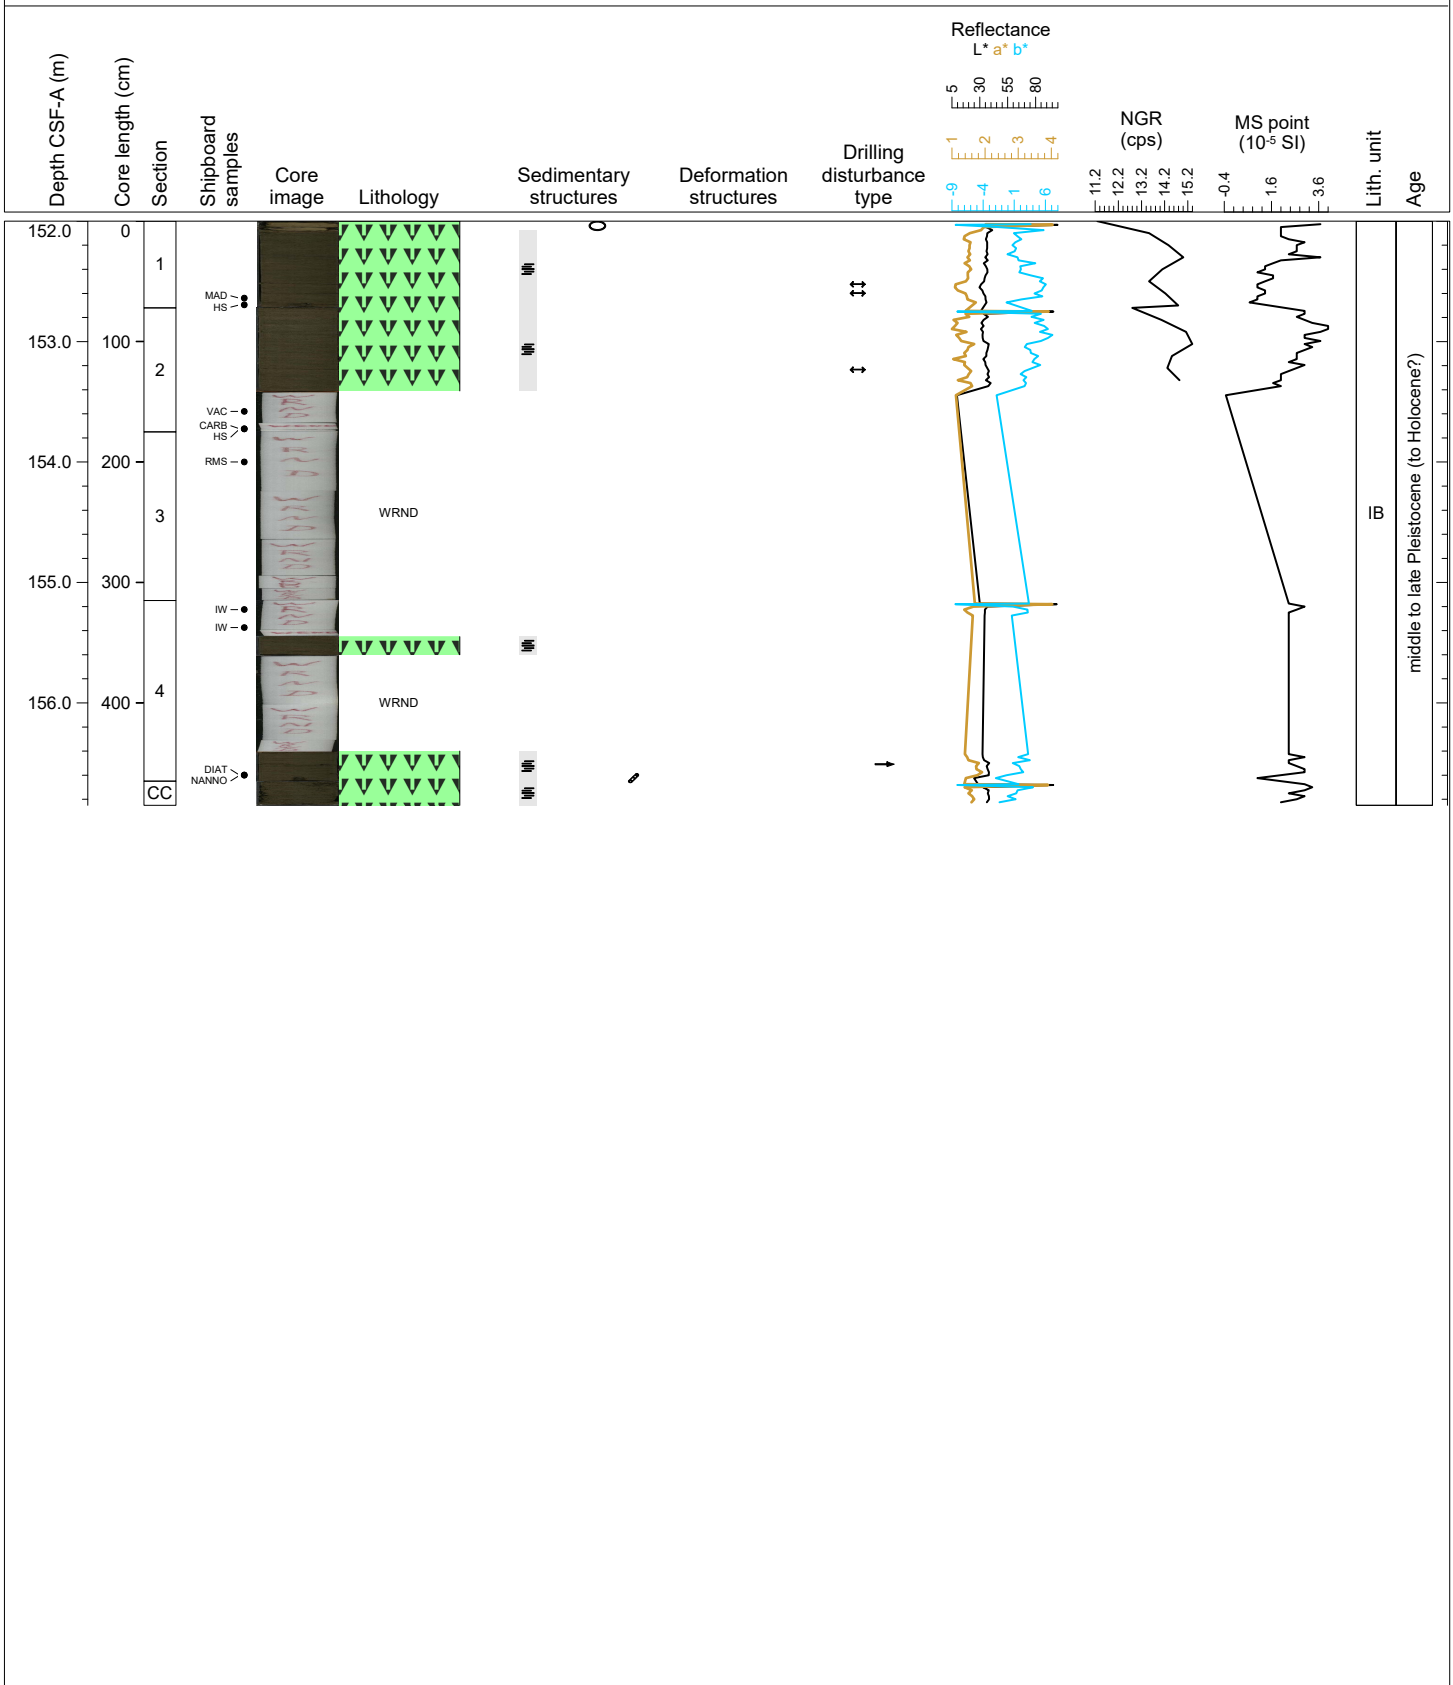 Reflectance
L* a* b*
5 30 55 80
1 2 3 4
-9 -4 1 6
Depth CSF-A (m)
Core length (cm)
Section
Shipboard
samples
Core
image
Lithology
Sedimentary
structures
Deformation
structures
Drilling
disturbance
type
NGR
(cps)
11.2 12.2 13.2 14.2 15.2
MS point
(10-5 SI)
-0.4 1.6 3.6
Lith. unit
Age
152.0 0
1
MAD
HS
153.0 100
2
VAC
CARB
HS
154.0 200
RMS
3
WRND
IB
middle to late Pleistocene (to Holocene?)
155.0 300
IW
IW
4
156.0 400
WRND
DIAT
NANNO
CC